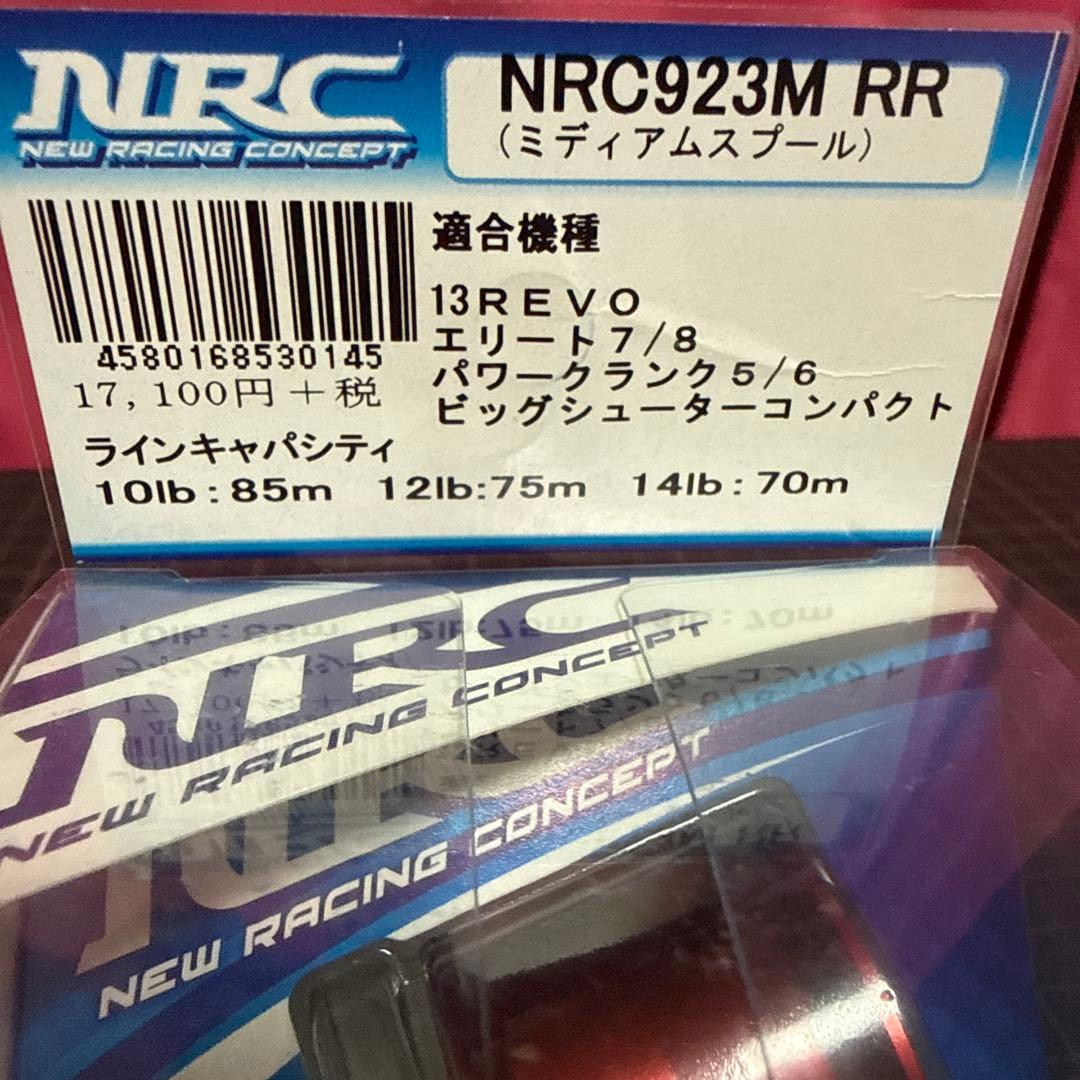 NRC
NEW RACING CONCEPT
NRC923M RR
(ミディアムスプール)
適合機種
13REVO
エリート7/8
パワークランク5/6
ビッグシューターコンパクト
4580168530145
17,100円+税
ラインキャパシティ
10lb:85m 12lb:75m 14lb:70m
NRC
NEW RACING CONCEPT
NEW RACING CONCEPT